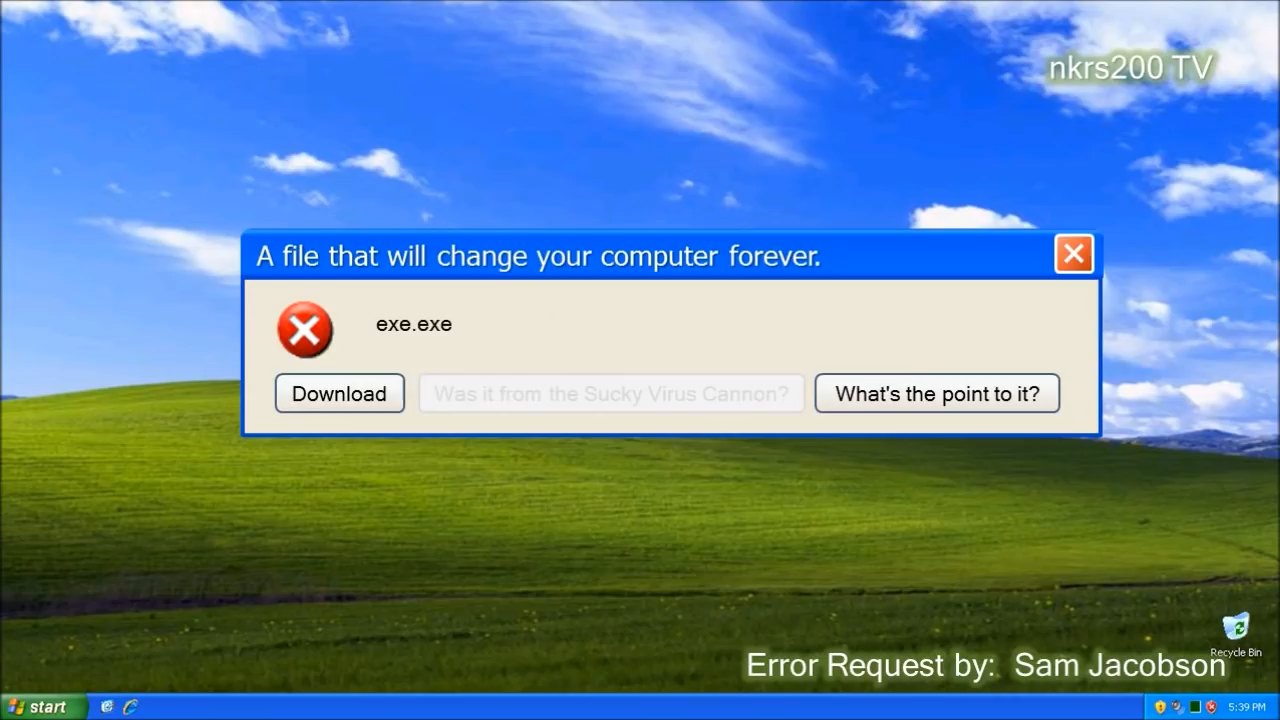 nkrs200 TV
A file that will change your computer forever.
exe.exe
Download
Was it from the Sucky Virus Cannon?
What's the point to it?
Recycle Bin
Error Request by: Sam Jacobson
start
5:39 PM